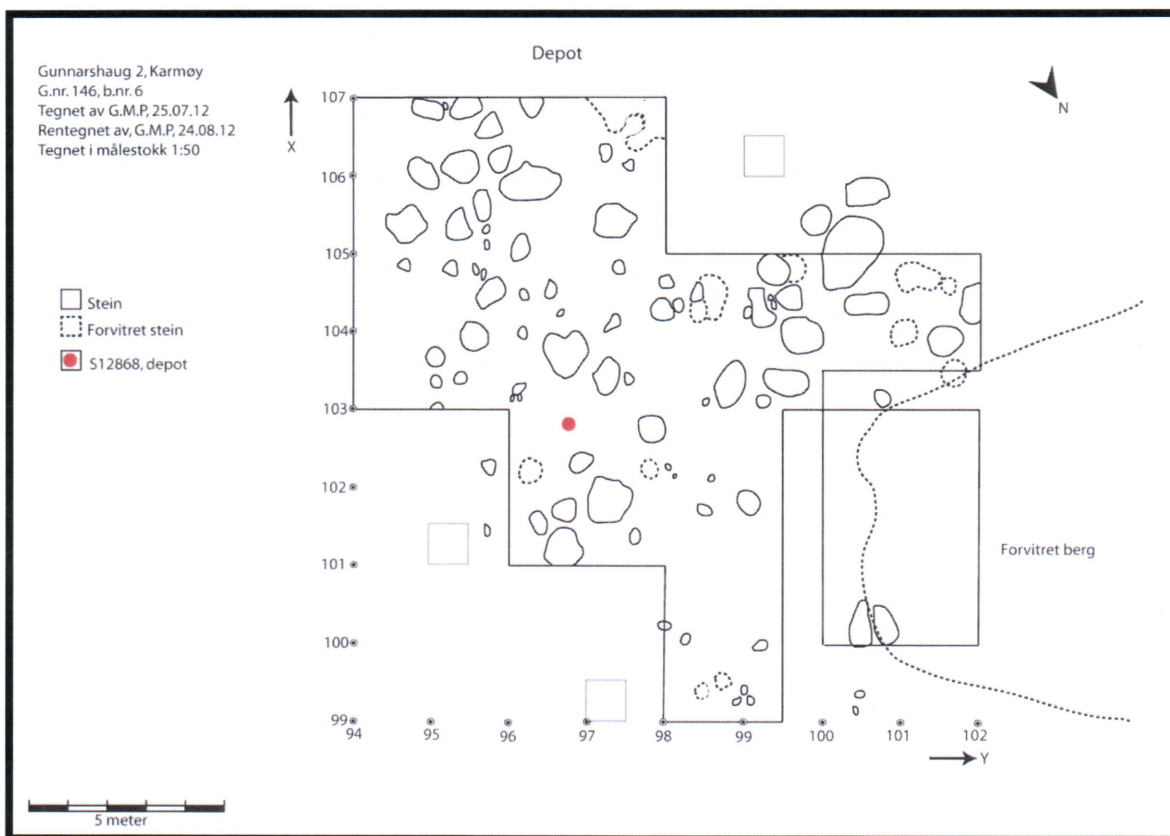 Depot
Gunnarshaug 2, Karmøy
G.nr. 146, b.nr. 6
Tegnet av G.M.P, 25.07.12
Rentegnet av, G.M.P, 24.08.12
Tegnet i målestokk 1:50
X
N
107
106
105
Stein
Forvitret stein
S12868, depot
104
103
102
101
Forvitret berg
100
99
94 95 96 97 98 99 100 101 102
Y
5 meter